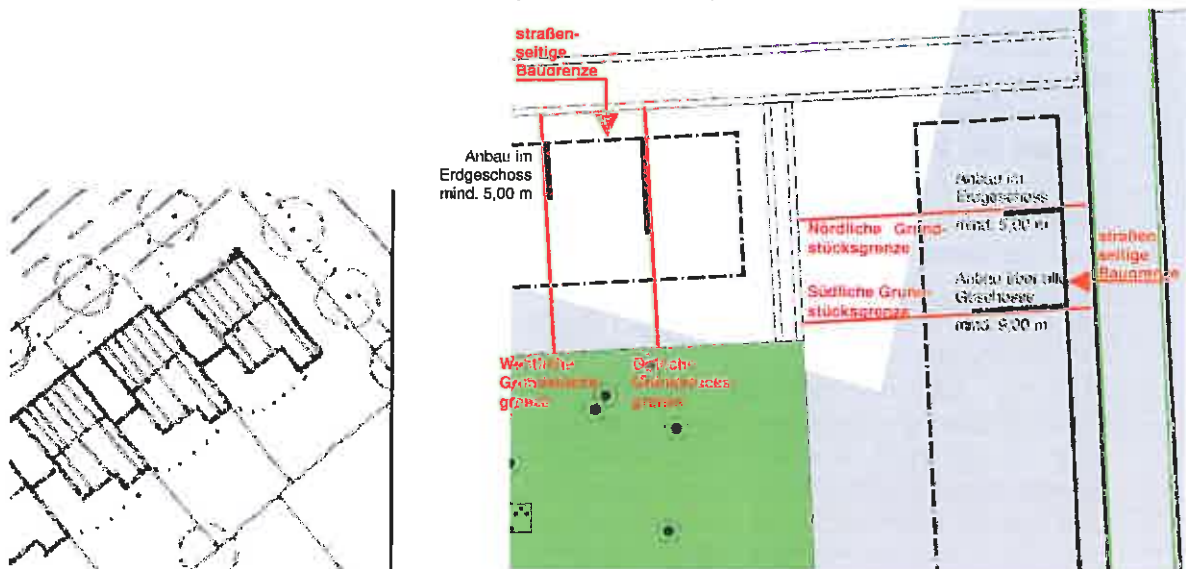 straßen-
seitige
Baugrenze
Anbau im
Erdgeschoss
mind. 5,00 m
Westliche
Grundstücks
grenze
Östliche
Grundstücks
grenze
Anbau im
Erdgeschoss
mind. 5,00 m
Nördliche Grund-
stücksgrenze
straßen
seitige
Baugrenze
Anbau über alle
Geschosse
mind. 9,00 m
Südliche Grund-
stücksgrenze